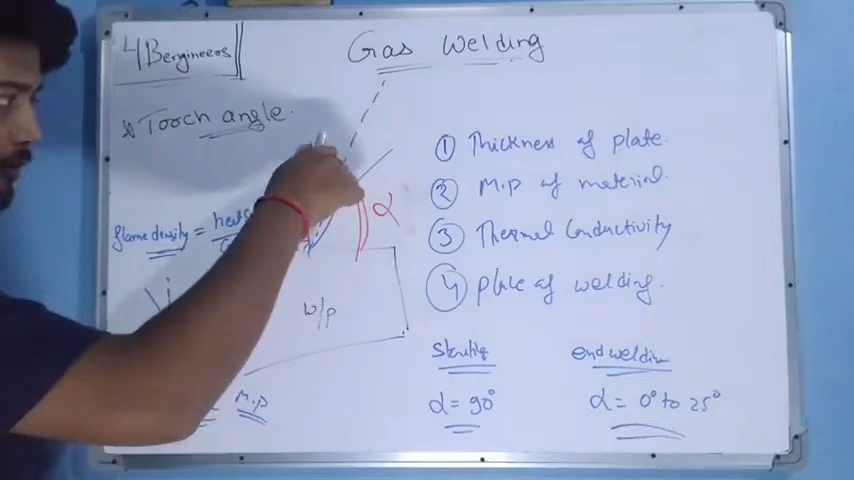 4Bengineers
Gas Welding
Torch angle.
① Thickness of plate.
② M.P of material.
③ Thermal Conductivity
④ place of welding.
flame density = heat
α
w/p
M.p
Starting
α = 90°
end welding
α = 0° to 25°